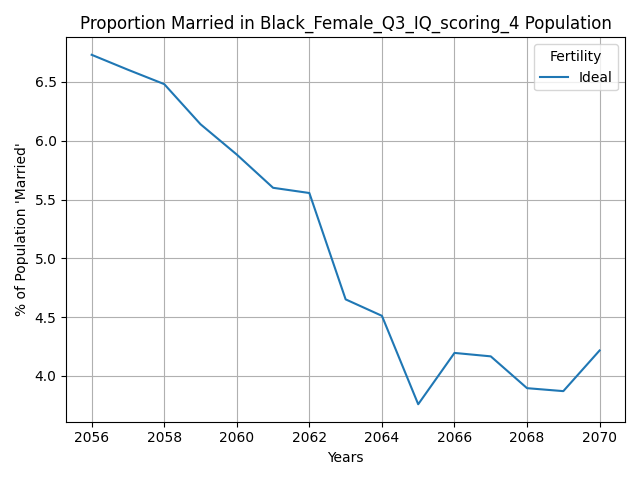 Proportion Married in Black_Female_Q3_IQ_scoring_4 Population
Fertility
Ideal
% of Population 'Married'
6.5
6.0
5.5
5.0
4.5
4.0
2056 2058 2060 2062 2064 2066 2068 2070
Years